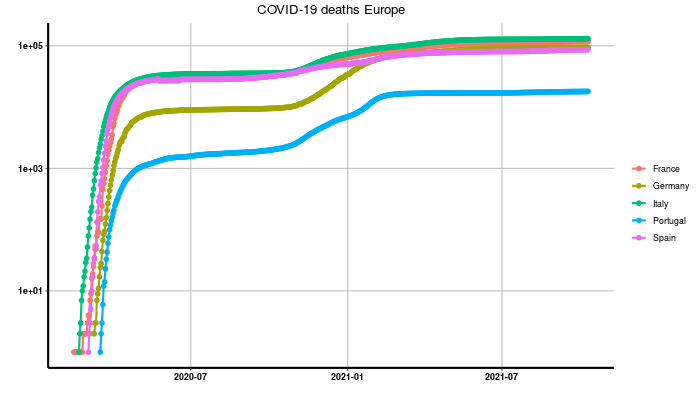 COVID-19 deaths Europe
1e+05
1e+03
1e+01
2020-07
2021-01
2021-07
France
Germany
Italy
Portugal
Spain